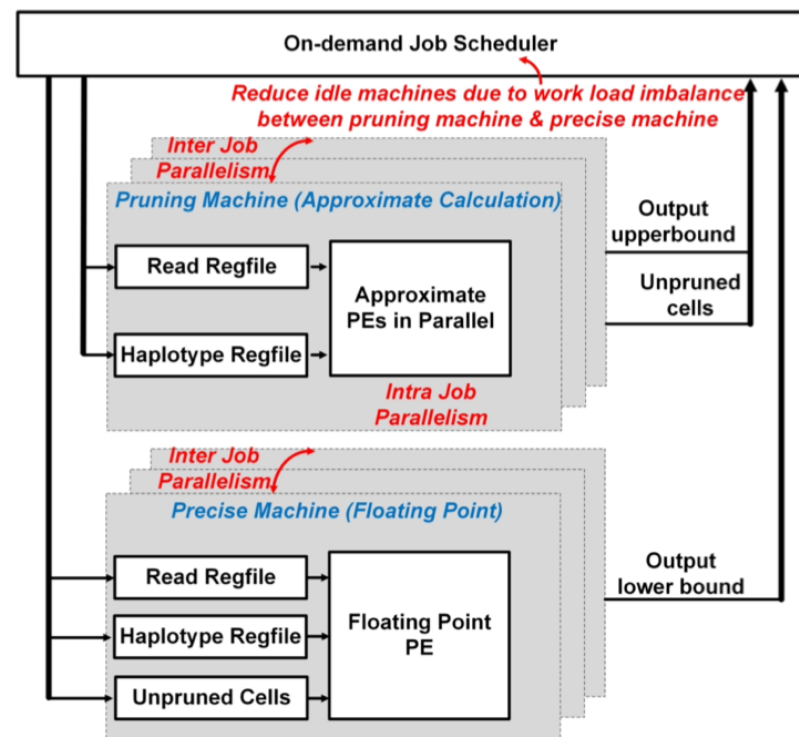 On-demand Job Scheduler
Reduce idle machines due to work load imbalance
between pruning machine & precise machine
Inter Job
Parallelism
Pruning Machine (Approximate Calculation)
Read Regfile
Haplotype Regfile
Approximate
PEs in Parallel
Intra Job
Parallelism
Output
upperbound
Unpruned
cells
Inter Job
Parallelism
Precise Machine (Floating Point)
Read Regfile
Haplotype Regfile
Unpruned Cells
Floating Point
PE
Output
lower bound